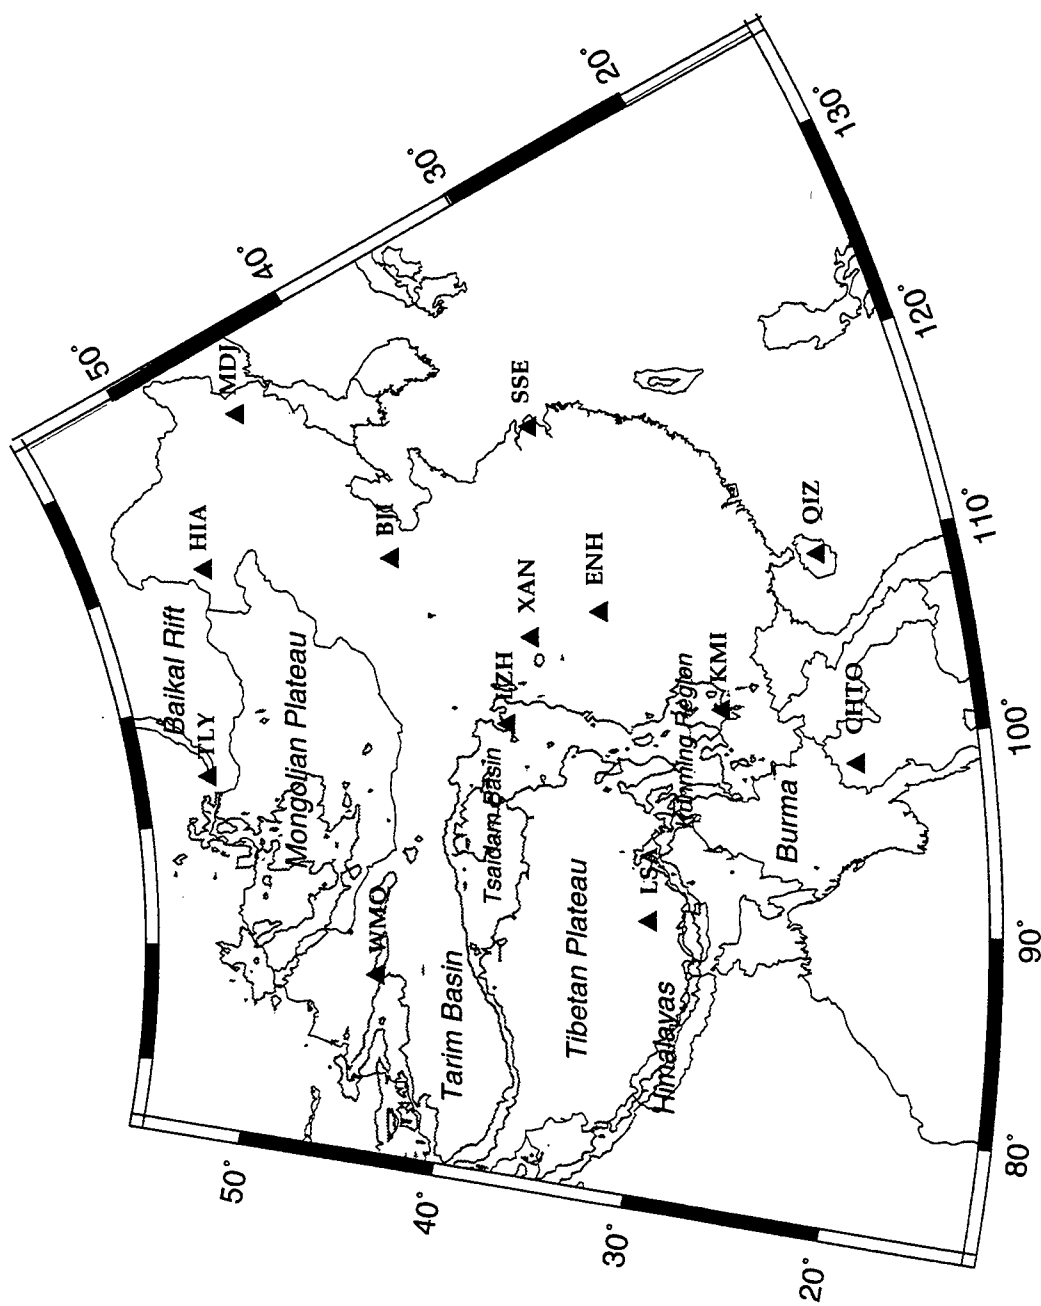 50°
40°
30°
20°
130°
120°
110°
100°
90°
80°
50°
40°
30°
20°
MDJ
HIA
BJI
SSE
XAN
ENH
QIZ
LZH
KMI
CHTO
TLY
WMQ
LSA
Baikal Rift
Mongolian Plateau
Tsaidam Basin
Tarim Basin
Tibetan Plateau
Himalayas
Kunming Region
Burma